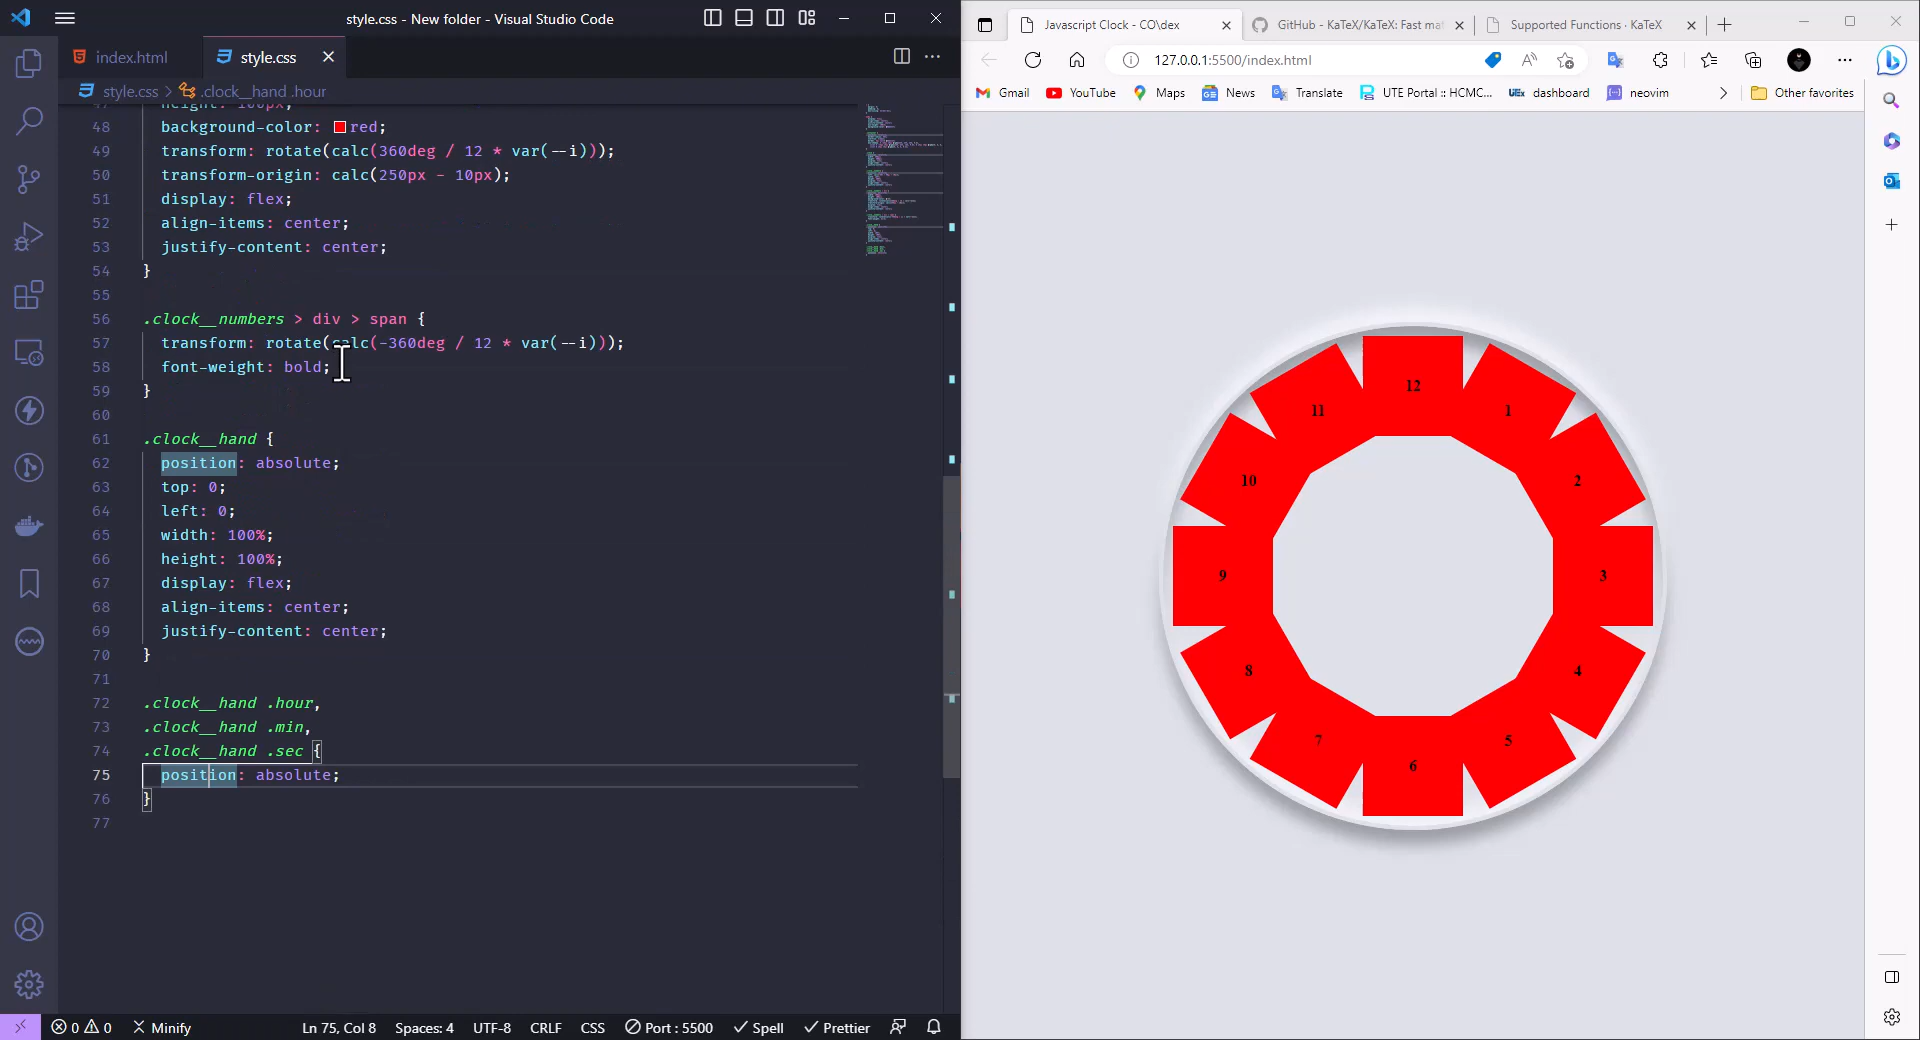 style.css - New folder - Visual Studio Code
index.html
style.css
style.css > .clock__hand .hour
48 background-color: red;
49 transform: rotate(calc(360deg / 12 * var(--i)));
50 transform-origin: calc(250px - 10px);
51 display: flex;
52 align-items: center;
53 justify-content: center;
54 }
55
56 .clock__numbers > div > span {
57 transform: rotate(calc(-360deg / 12 * var(--i)));
58 font-weight: bold;
59 }
60
61 .clock__hand {
62 position: absolute;
63 top: 0;
64 left: 0;
65 width: 100%;
66 height: 100%;
67 display: flex;
68 align-items: center;
69 justify-content: center;
70 }
71
72 .clock__hand .hour,
73 .clock__hand .min,
74 .clock__hand .sec {
75 position: absolute;
76 }
77
0 0 Minify Ln 75, Col 8 Spaces: 4 UTF-8 CRLF CSS Port : 5500 Spell Prettier
Javascript Clock - CO\dex
GitHub - KaTeX/KaTeX: Fast ma
Supported Functions · KaTeX
127.0.0.1:5500/index.html
Gmail YouTube Maps News Translate UTE Portal :: HCMC... UEx dashboard neovim Other favorites
12
11 1
10 2
9 3
8 4
7 5
6